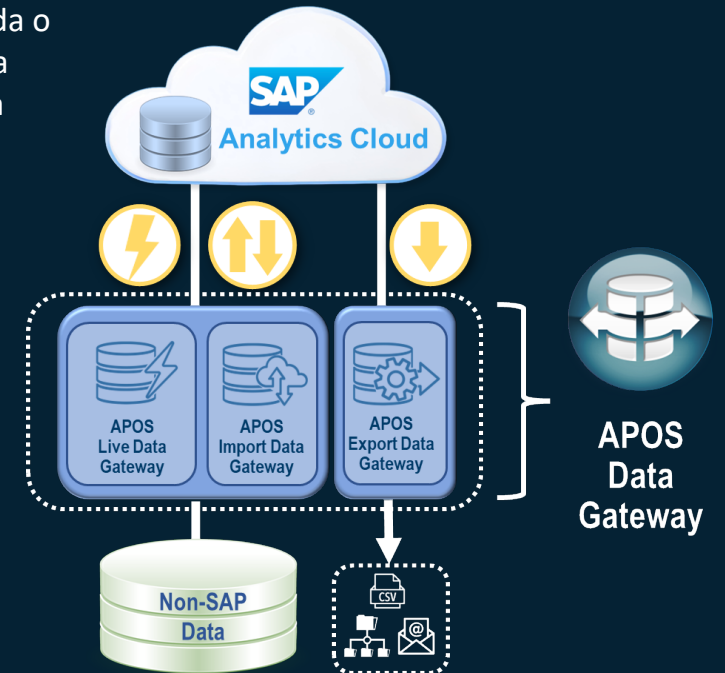 da o
a
SAP®
Analytics Cloud
APOS
Live Data
Gateway
APOS
Import Data
Gateway
APOS
Export Data
Gateway
APOS
Data
Gateway
Non-SAP
Data
CSV
@